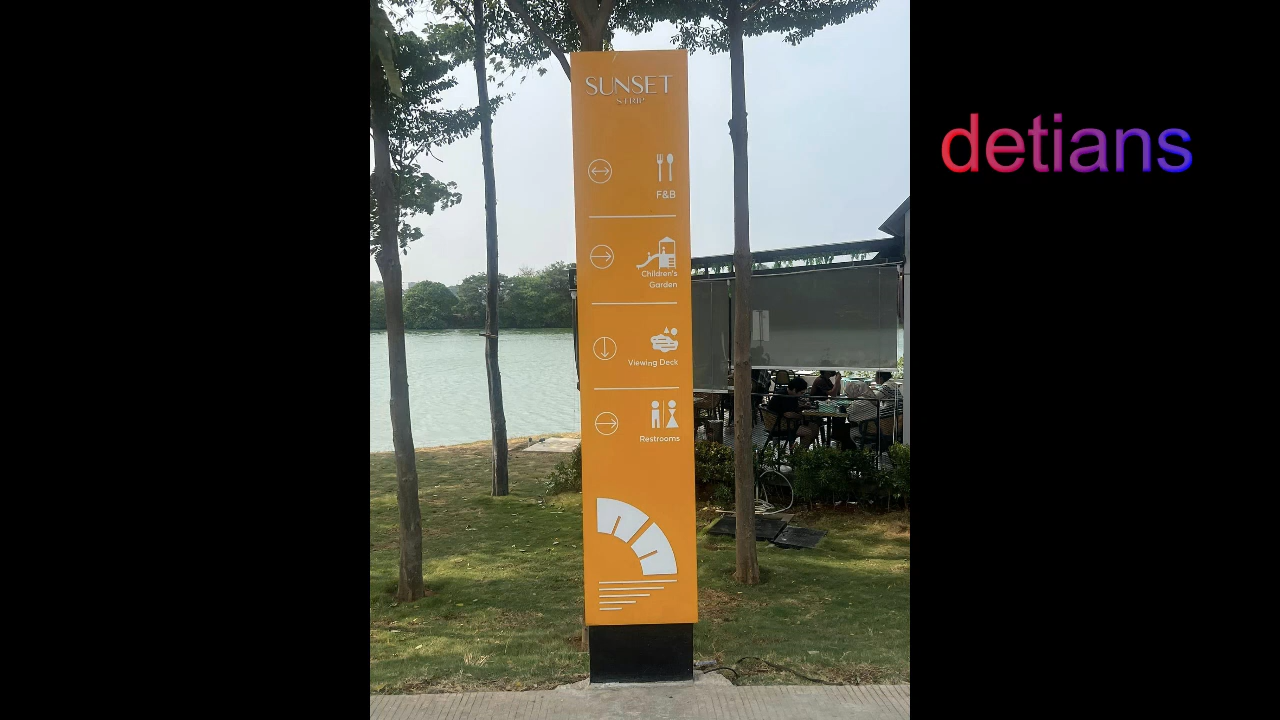 SUNSET
STRIP
F&B
Children's
Garden
Viewing Deck
Restrooms
detians